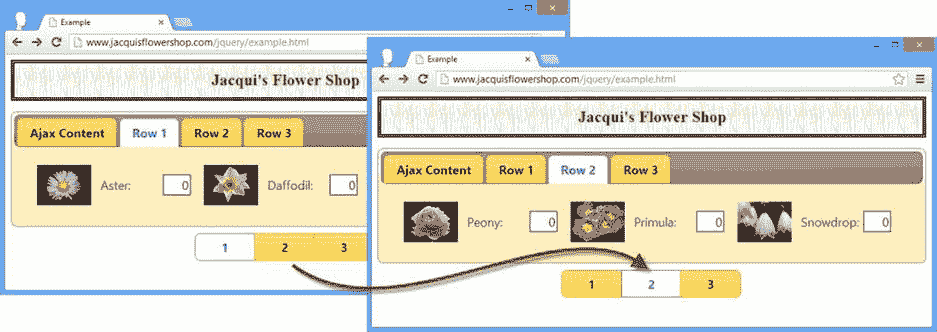 Example
www.jacquisflowershop.com/jquery/example.html
Jacqui's Flower Shop
Ajax Content Row 1 Row 2 Row 3
Aster: 0 Daffodil: 0
1 2 3
Example
www.jacquisflowershop.com/jquery/example.html
Jacqui's Flower Shop
Ajax Content Row 1 Row 2 Row 3
Peony: 0 Primula: 0 Snowdrop: 0
1 2 3